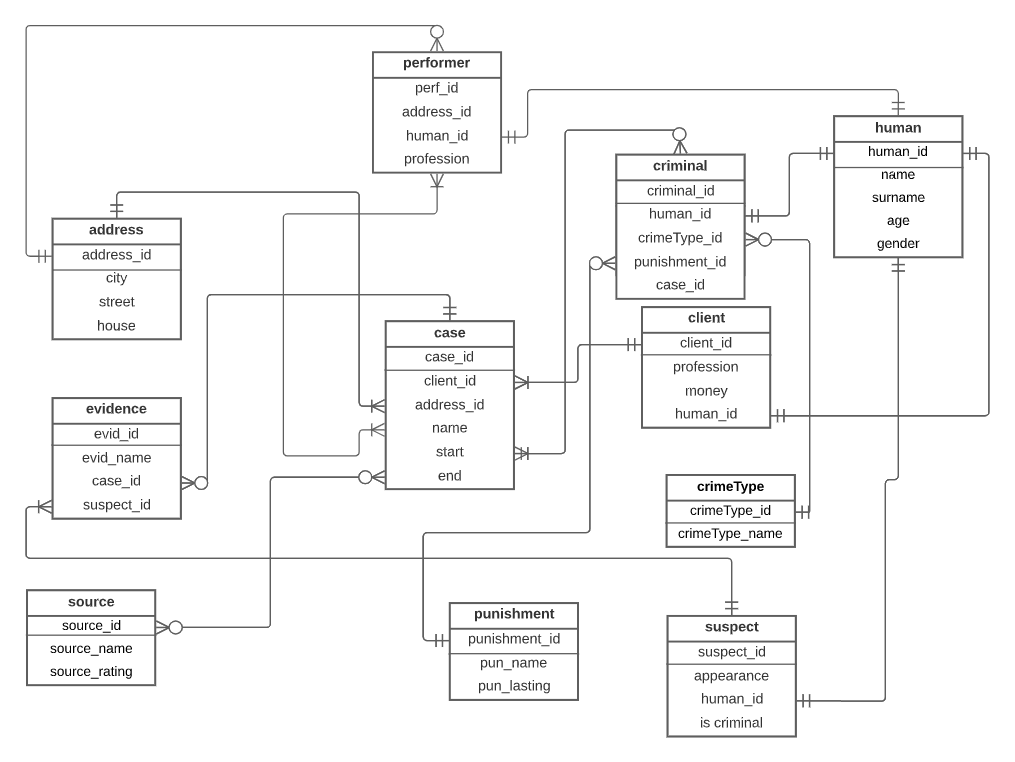 performer
perf_id
address_id
human_id
profession
human
human_id
name
surname
age
gender
criminal
criminal_id
human_id
crimeType_id
punishment_id
case_id
address
address_id
city
street
house
client
client_id
profession
money
human_id
case
case_id
client_id
address_id
name
start
end
evidence
evid_id
evid_name
case_id
suspect_id
crimeType
crimeType_id
crimeType_name
source
source_id
source_name
source_rating
punishment
punishment_id
pun_name
pun_lasting
suspect
suspect_id
appearance
human_id
is criminal